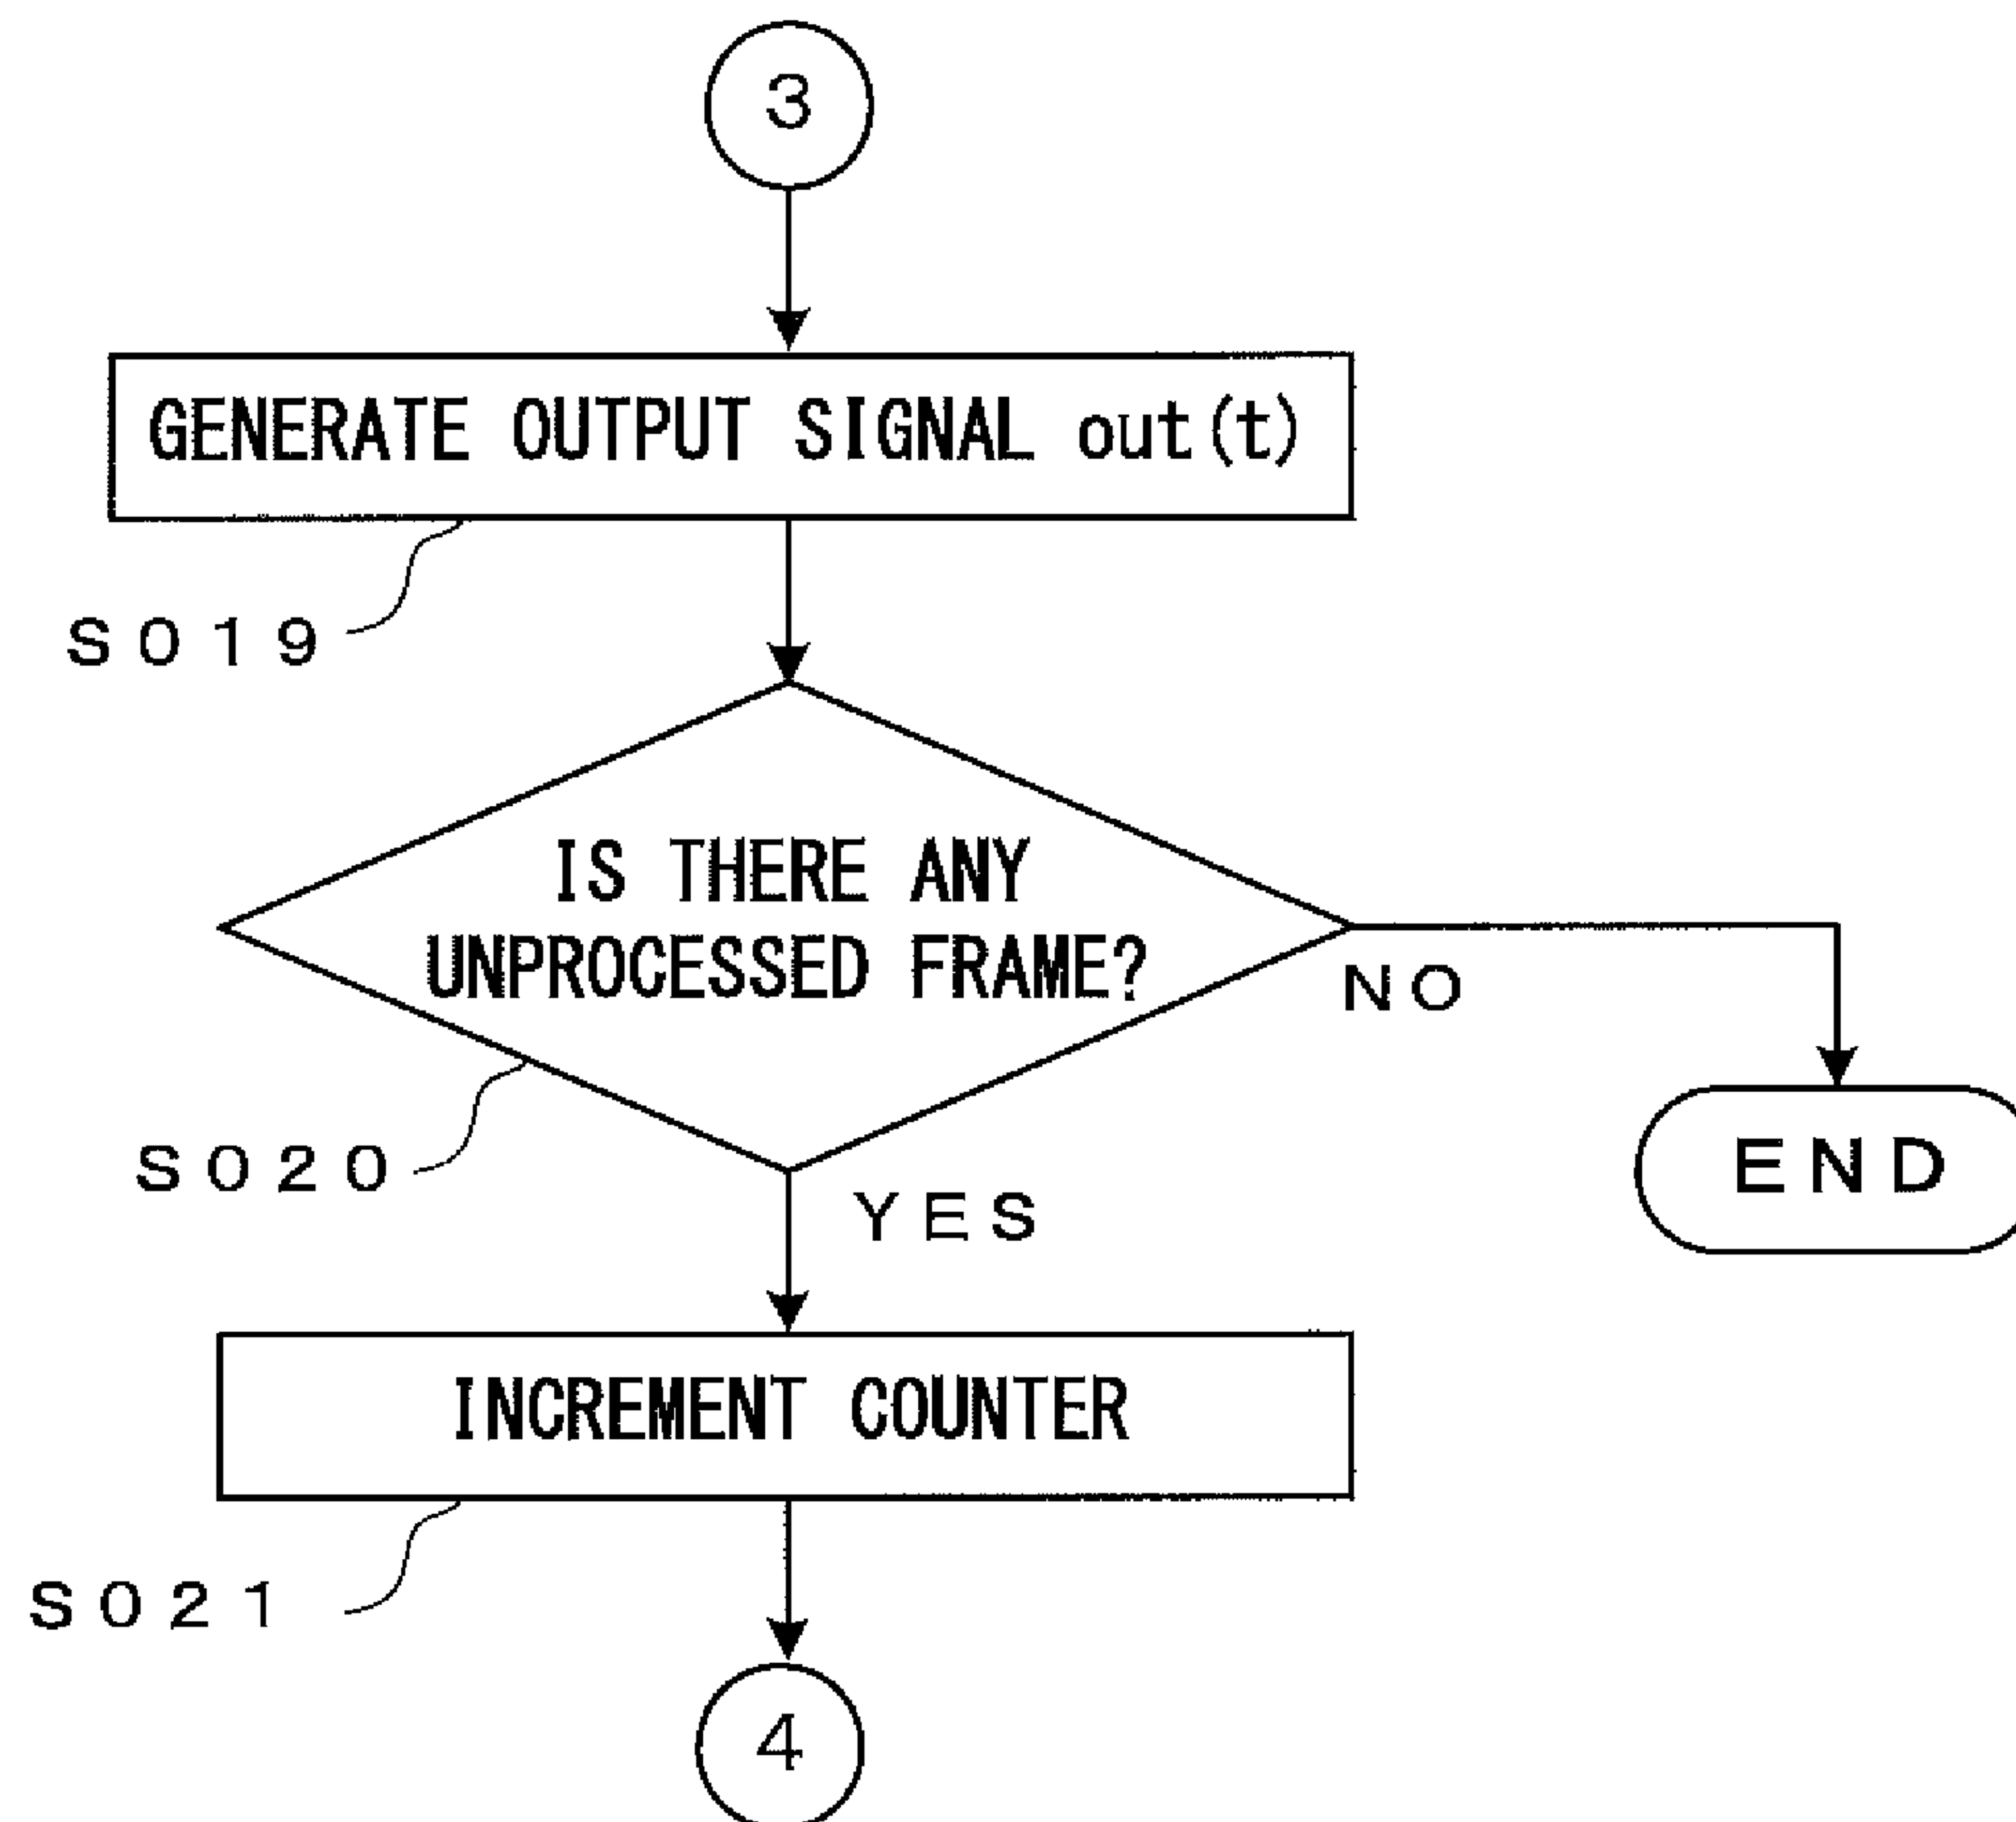 3
GENERATE OUTPUT SIGNAL out(t)
S019
IS THERE ANY
UNPROCESSED FRAME?
NO
S020
END
YES
INCREMENT COUNTER
S021
4